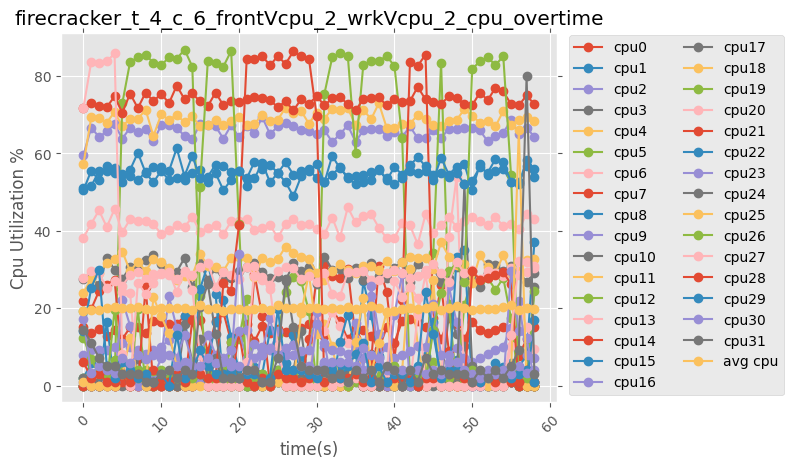 firecracker_t_4_c_6_frontVcpu_2_wrkVcpu_2_cpu_overtime
Cpu Utilization %
80
60
40
20
0
0
10
20
30
40
50
60
time(s)
cpu0
cpu1
cpu2
cpu3
cpu4
cpu5
cpu6
cpu7
cpu8
cpu9
cpu10
cpu11
cpu12
cpu13
cpu14
cpu15
cpu16
cpu17
cpu18
cpu19
cpu20
cpu21
cpu22
cpu23
cpu24
cpu25
cpu26
cpu27
cpu28
cpu29
cpu30
cpu31
avg cpu